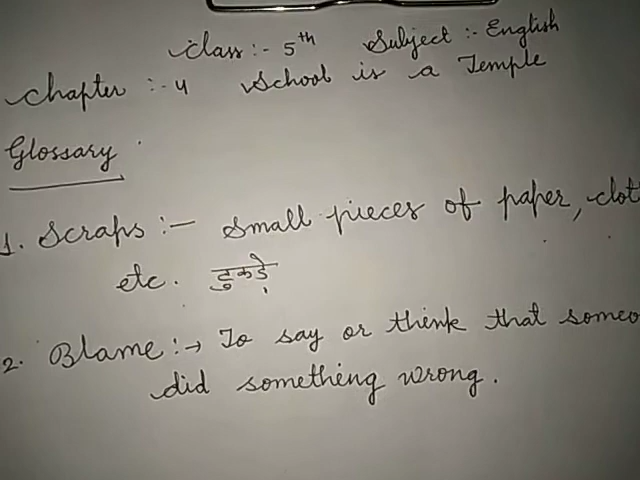 Class :- 5th Subject :- English
Chapter :- 4 School is a Temple
Glossary
1. Scraps :- Small pieces of paper, clot
etc. टुकड़े
2. Blame :→ To say or think that someo
did something wrong.